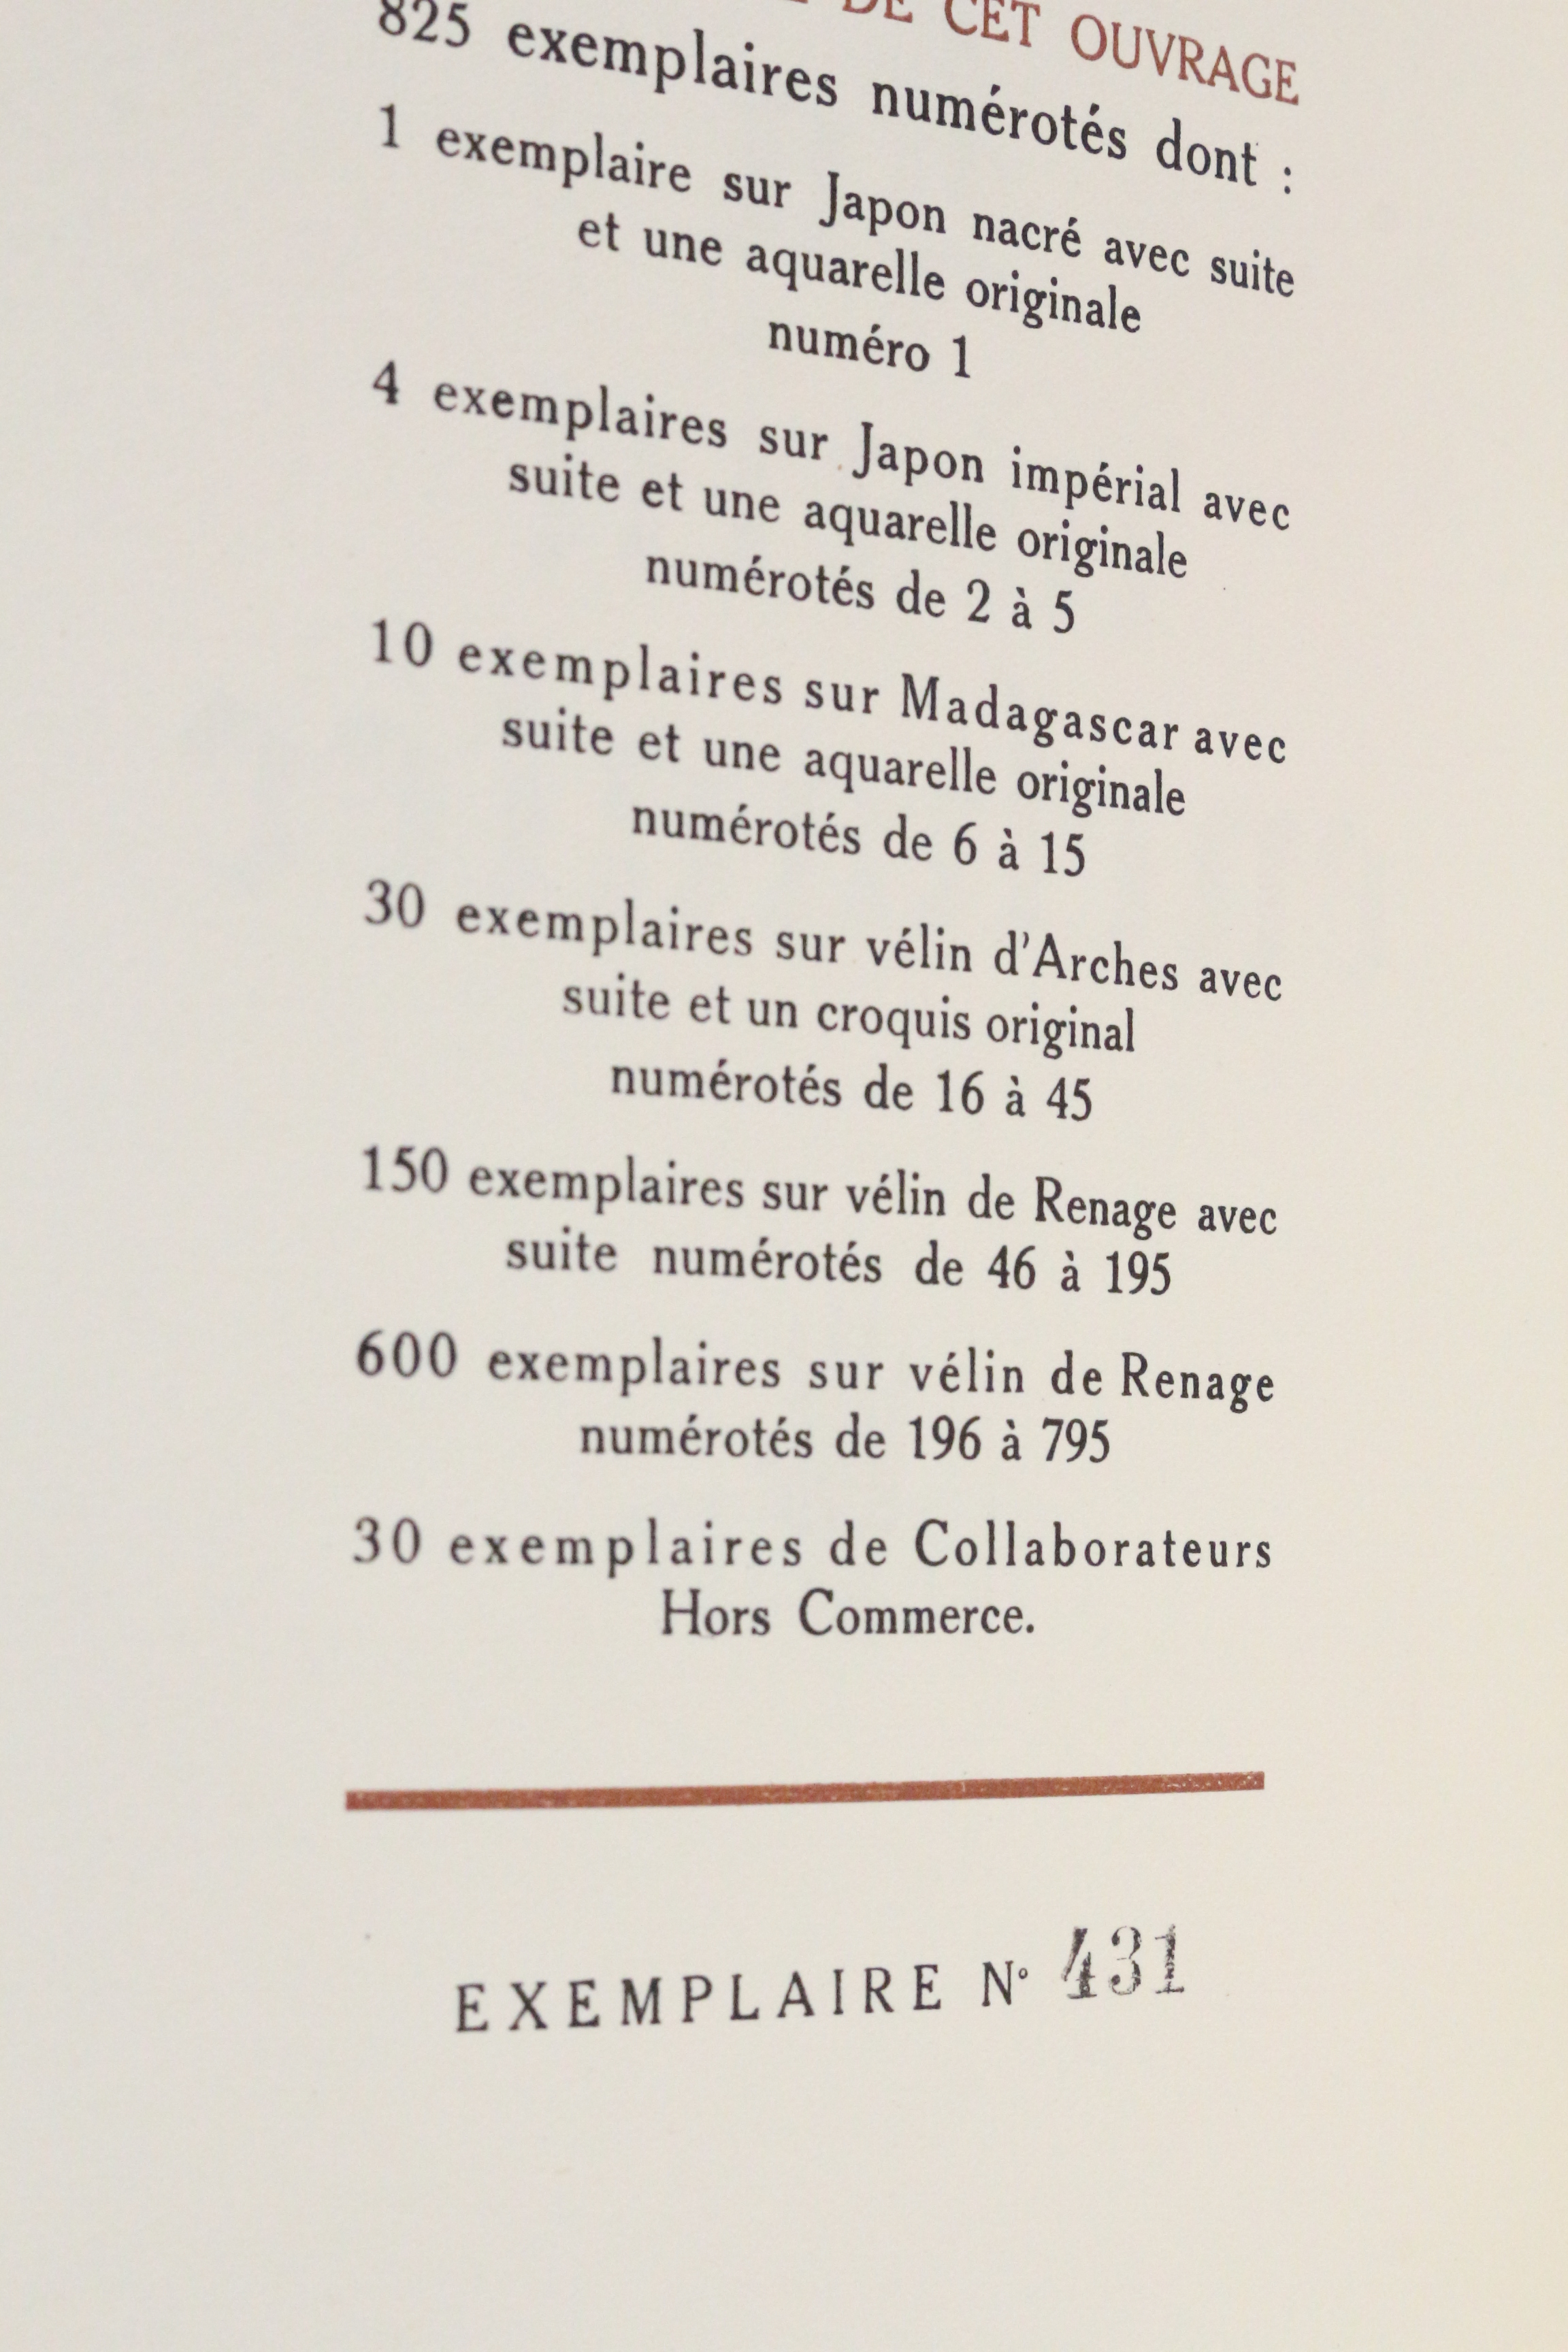 DE CET OUVRAGE
825 exemplaires numérotés dont :
1 exemplaire sur Japon nacré avec suite
et une aquarelle originale
numéro 1
4 exemplaires sur Japon impérial avec
suite et une aquarelle originale
numérotés de 2 à 5
10 exemplaires sur Madagascar avec
suite et une aquarelle originale
numérotés de 6 à 15
30 exemplaires sur vélin d'Arches avec
suite et un croquis original
numérotés de 16 à 45
150 exemplaires sur vélin de Renage avec
suite numérotés de 46 à 195
600 exemplaires sur vélin de Renage
numérotés de 196 à 795
30 exemplaires de Collaborateurs
Hors Commerce.
EXEMPLAIRE N° 431